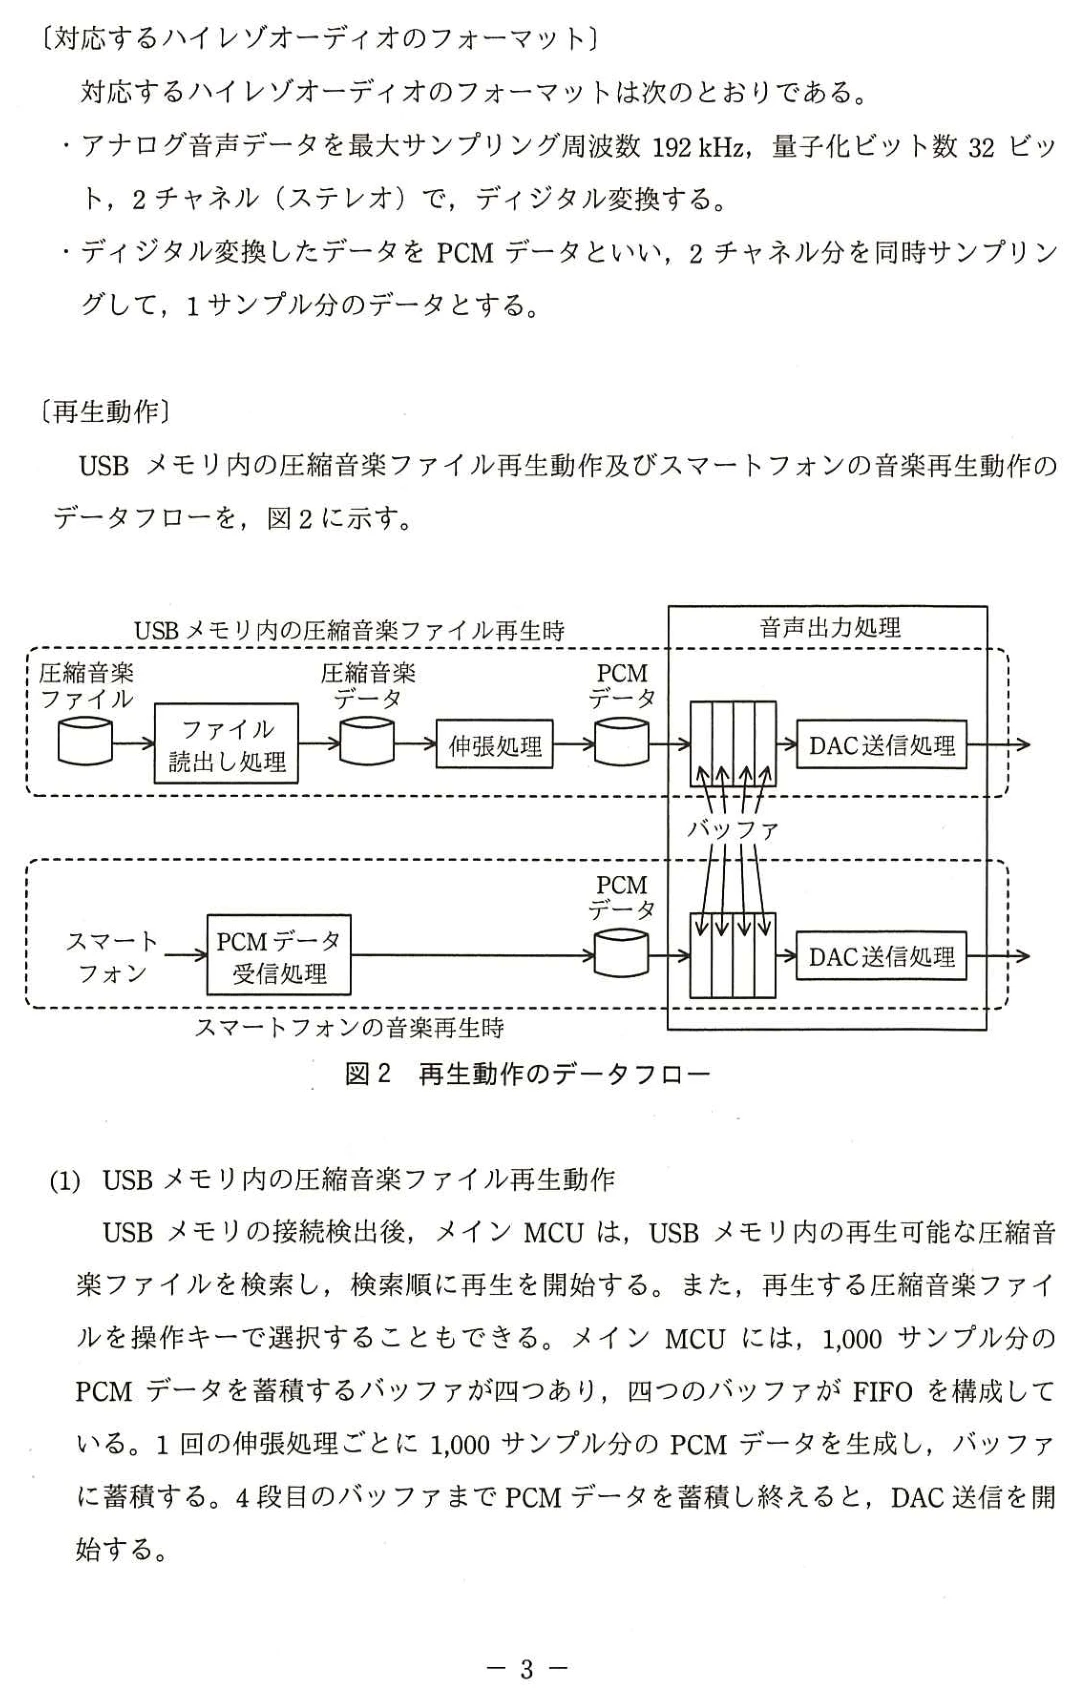 〔対応するハイレゾオーディオのフォーマット〕
対応するハイレゾオーディオのフォーマットは次のとおりである。
・アナログ音声データを最大サンプリング周波数 192 kHz，量子化ビット数 32 ビッ
ト，2 チャネル（ステレオ）で，ディジタル変換する。
・ディジタル変換したデータを PCM データといい，2 チャネル分を同時サンプリン
グして，1 サンプル分のデータとする。
〔再生動作〕
USB メモリ内の圧縮音楽ファイル再生動作及びスマートフォンの音楽再生動作の
データフローを，図 2 に示す。
USB メモリ内の圧縮音楽ファイル再生時
音声出力処理
圧縮音楽
ファイル
ファイル
読出し処理
圧縮音楽
データ
伸張処理
PCM
データ
DAC 送信処理
バッファ
スマート
フォン
PCM データ
受信処理
PCM
データ
DAC 送信処理
スマートフォンの音楽再生時
図 2　再生動作のデータフロー
(1) USB メモリ内の圧縮音楽ファイル再生動作
USB メモリの接続検出後，メイン MCU は，USB メモリ内の再生可能な圧縮音
楽ファイルを検索し，検索順に再生を開始する。また，再生する圧縮音楽ファイ
ルを操作キーで選択することもできる。メイン MCU には，1,000 サンプル分の
PCM データを蓄積するバッファが四つあり，四つのバッファが FIFO を構成して
いる。1 回の伸張処理ごとに 1,000 サンプル分の PCM データを生成し，バッファ
に蓄積する。4 段目のバッファまで PCM データを蓄積し終えると，DAC 送信を開
始する。
－ 3 －